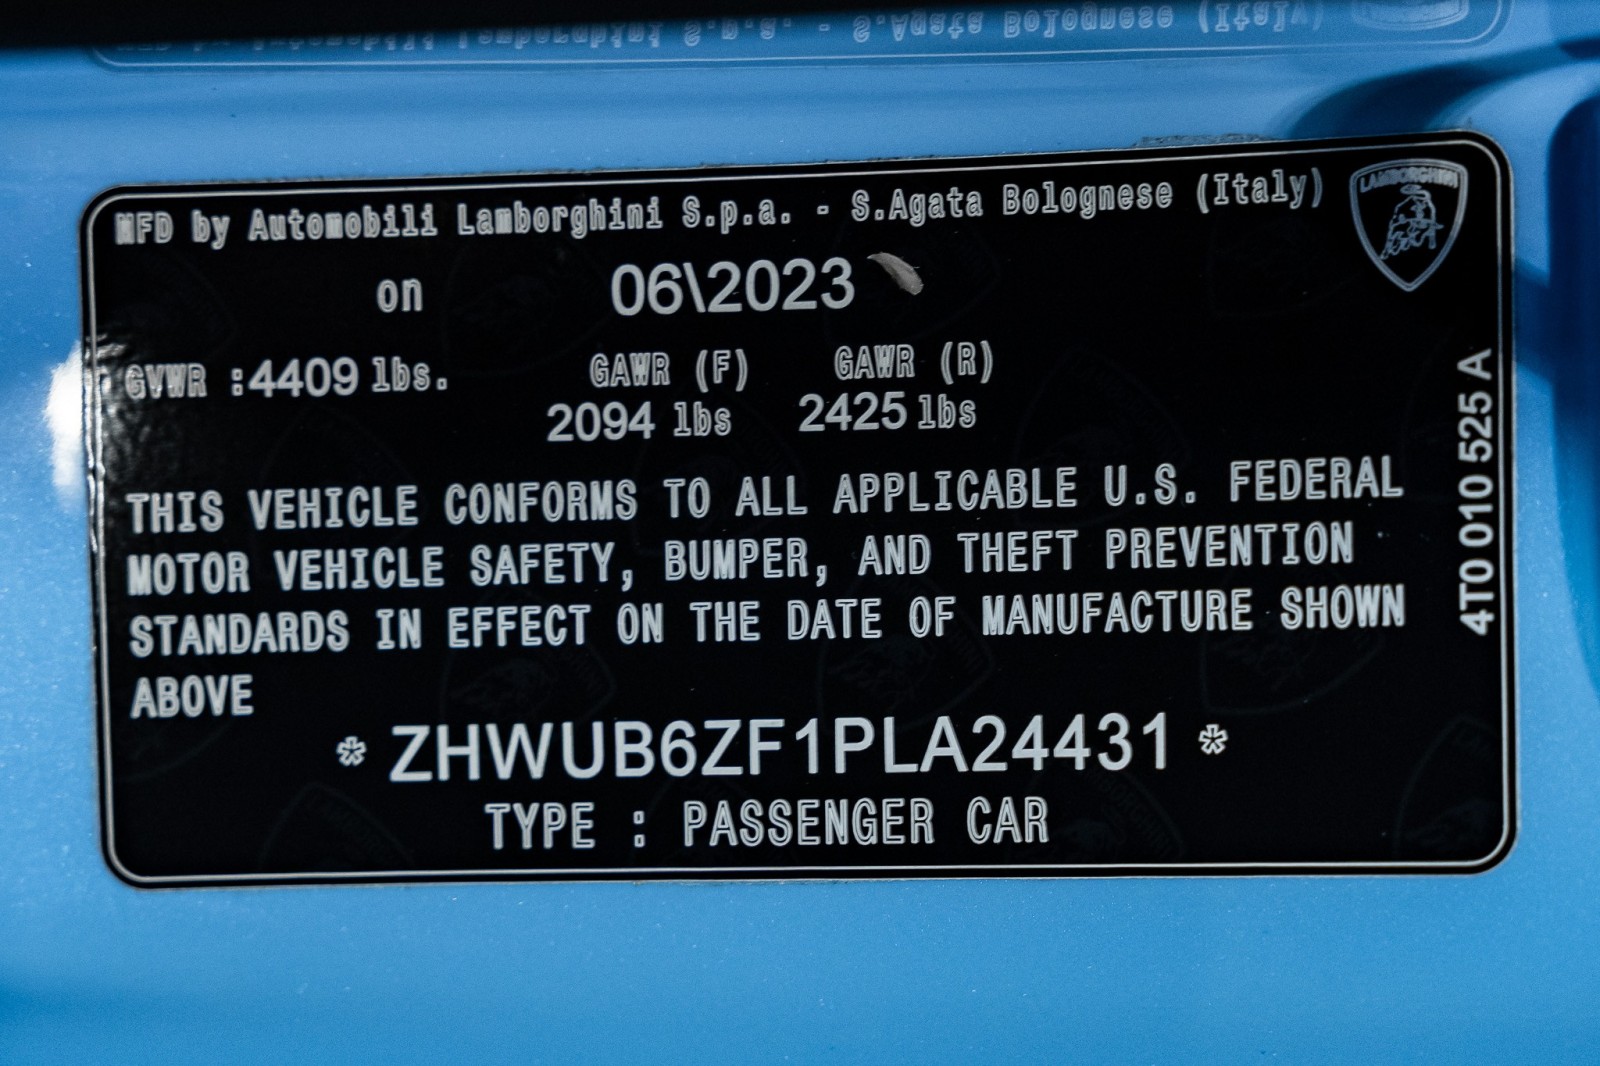 MFD by Automobili Lamborghini S.p.a. - S.Agata Bolognese (Italy)
LAMBORGHINI
on 06\2023
GVWR :4409 lbs. GAWR (F) GAWR (R)
2094 lbs 2425 lbs
THIS VEHICLE CONFORMS TO ALL APPLICABLE U.S. FEDERAL
MOTOR VEHICLE SAFETY, BUMPER, AND THEFT PREVENTION
STANDARDS IN EFFECT ON THE DATE OF MANUFACTURE SHOWN
ABOVE
* ZHWUB6ZF1PLA24431 *
TYPE : PASSENGER CAR
4T0 010 525 A